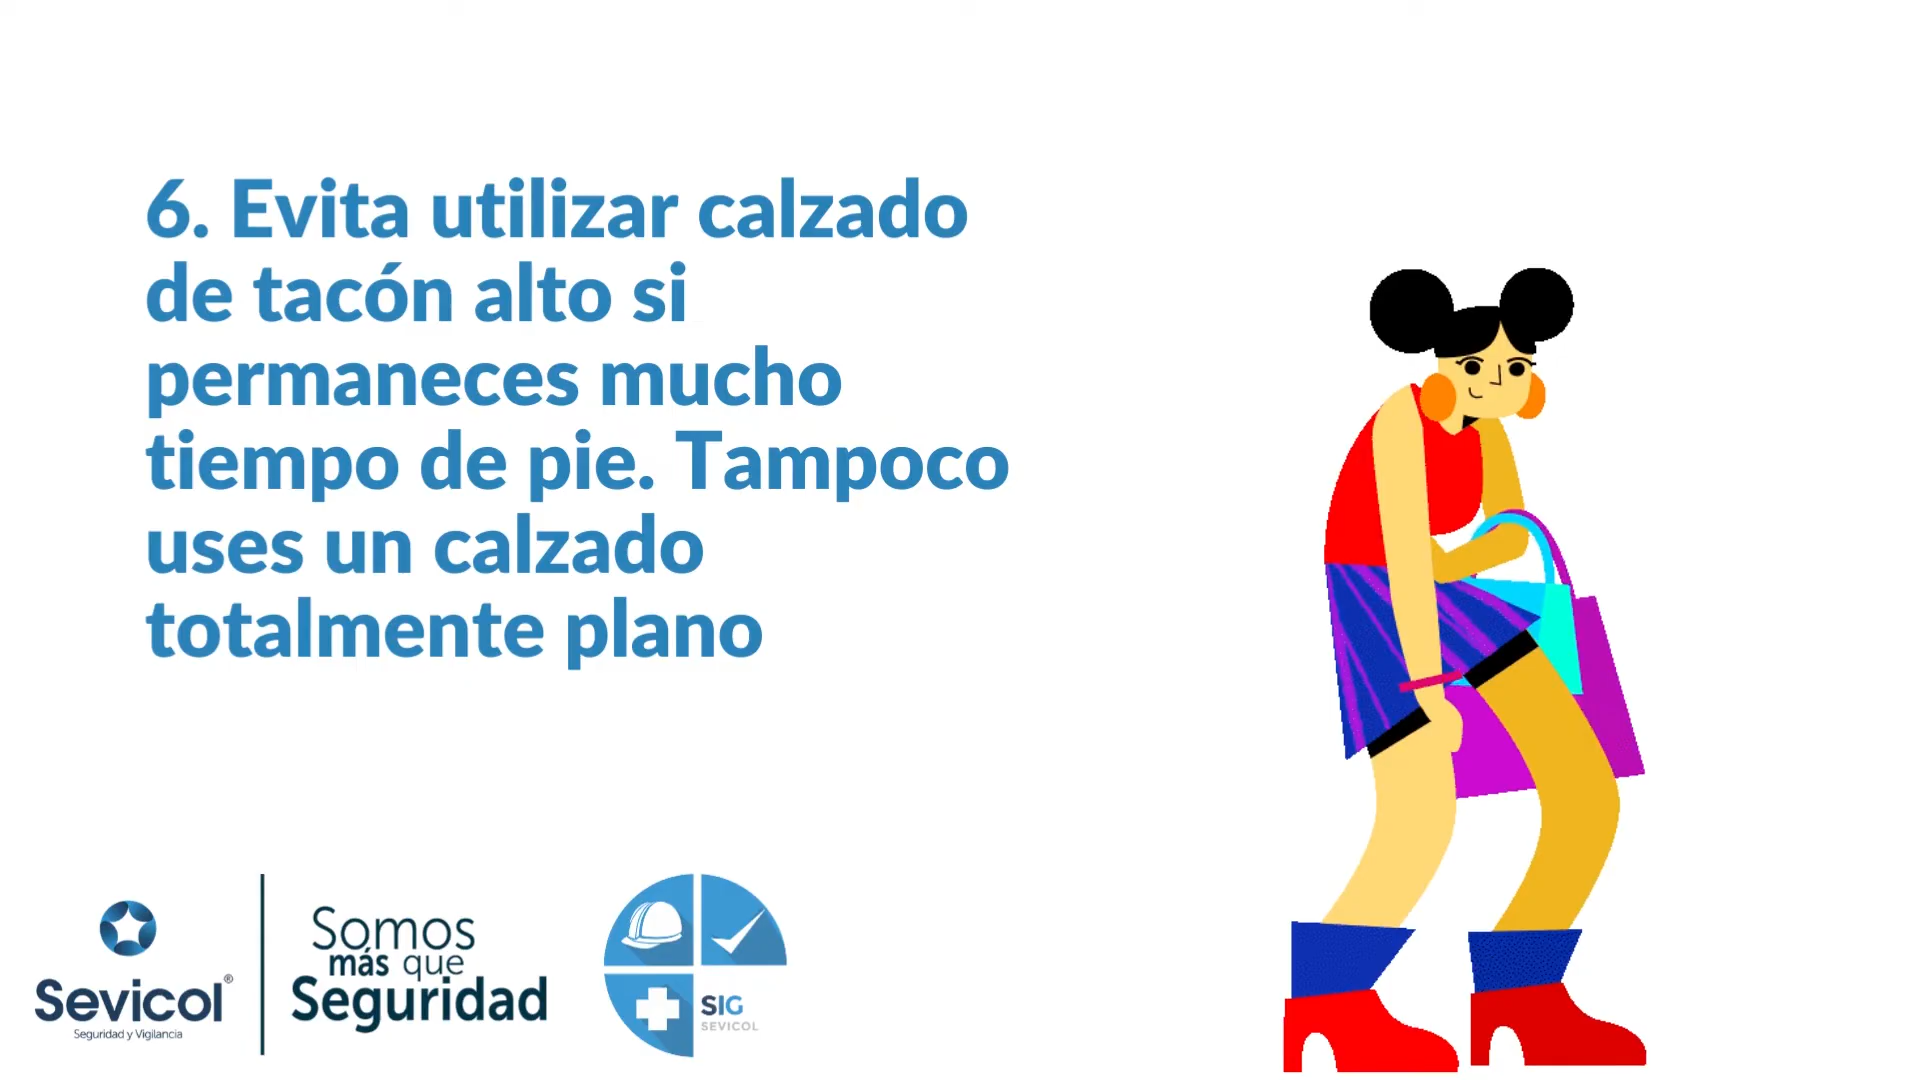 6. Evita utilizar calzado
de tacón alto si
permaneces mucho
tiempo de pie. Tampoco
uses un calzado
totalmente plano
Sevicol®
Seguridad y Vigilancia
Somos
más que
Seguridad
SIG
SEVICOL